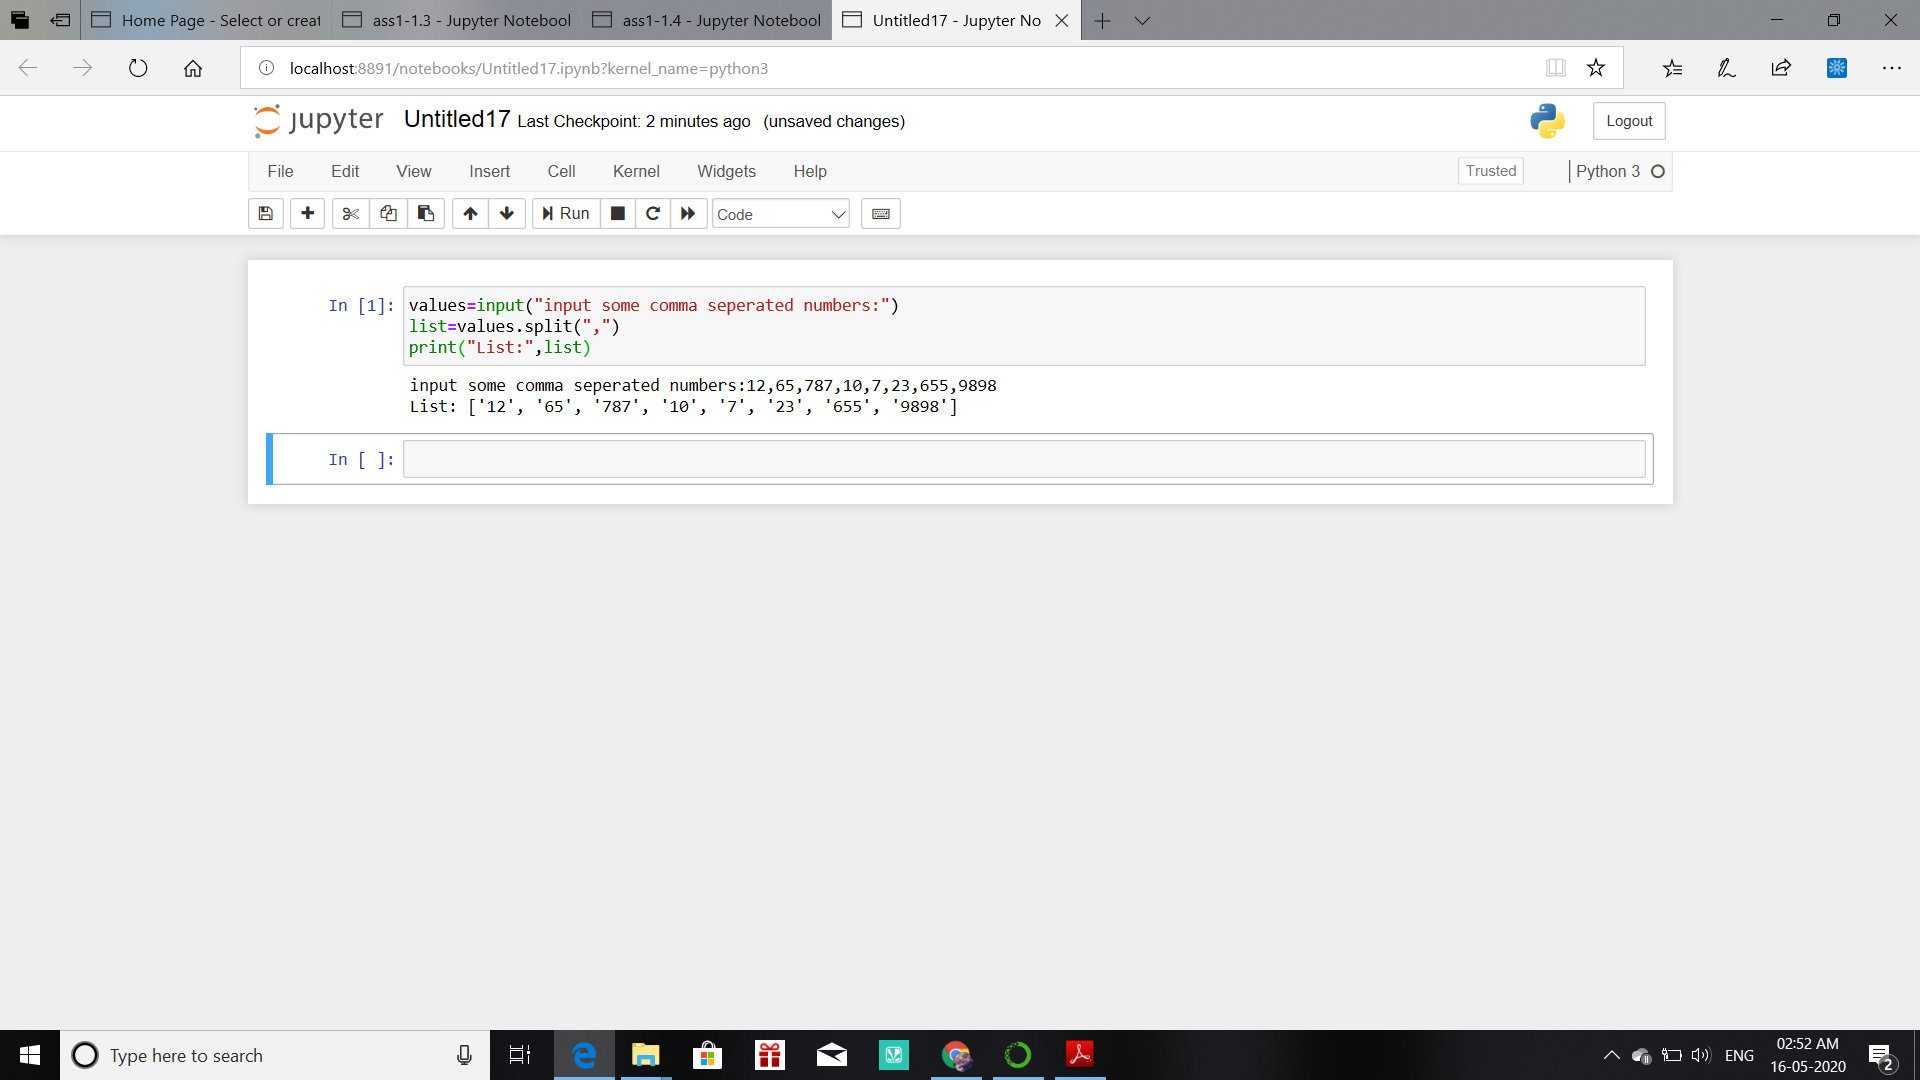 Home Page - Select or creat
ass1-1.3 - Jupyter Notebool
ass1-1.4 - Jupyter Notebool
Untitled17 - Jupyter No
localhost:8891/notebooks/Untitled17.ipynb?kernel_name=python3
jupyter Untitled17 Last Checkpoint: 2 minutes ago (unsaved changes)
Logout
File Edit View Insert Cell Kernel Widgets Help
Trusted
Python 3
Run
Code
In [1]: values=input("input some comma seperated numbers:")
list=values.split(",")
print("List:",list)
input some comma seperated numbers:12,65,787,10,7,23,655,9898
List: ['12', '65', '787', '10', '7', '23', '655', '9898']
In [ ]:
Type here to search
ENG
02:52 AM
16-05-2020
2